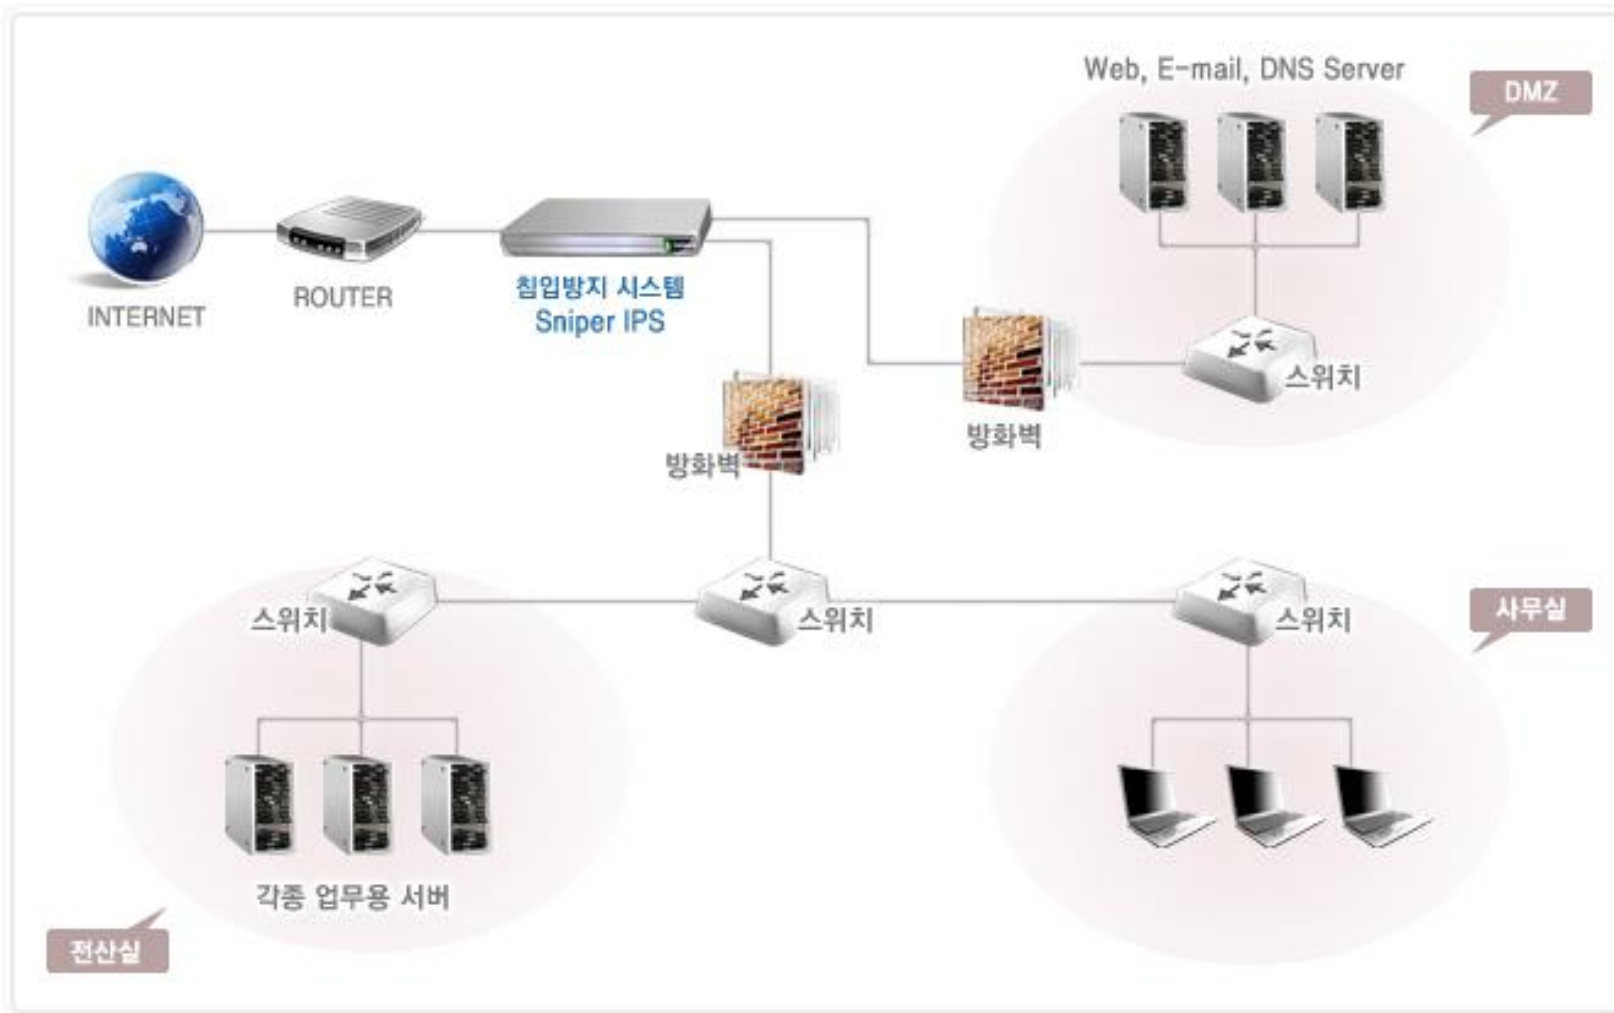 Web, E-mail, DNS Server
DMZ
INTERNET
ROUTER
침입방지 시스템
Sniper IPS
스위치
방화벽
방화벽
스위치
스위치
스위치
사무실
각종 업무용 서버
전산실